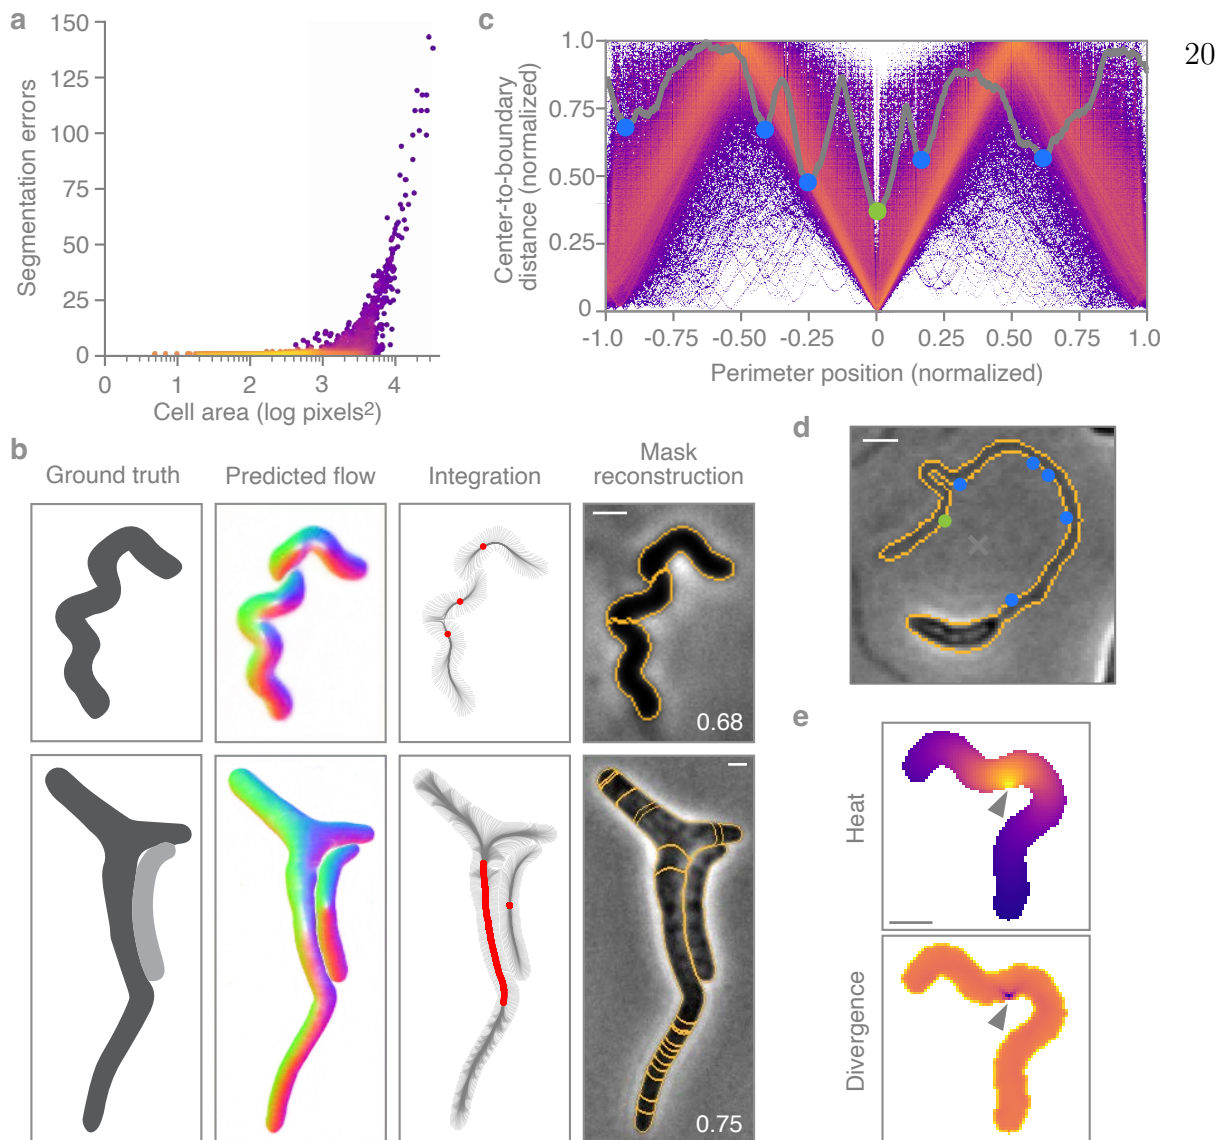 20
a
Segmentation errors
150
125
100
75
50
25
0
0 1 2 3 4
Cell area (log pixels²)
c
Center-to-boundary
distance (normalized)
1.0
0.75
0.50
0.25
0
-1.0 -0.75 -0.50 -0.25 0 0.25 0.50 0.75 1.0
Perimeter position (normalized)
b
Ground truth
Predicted flow
Integration
Mask
reconstruction
0.68
0.75
d
e
Heat
Divergence